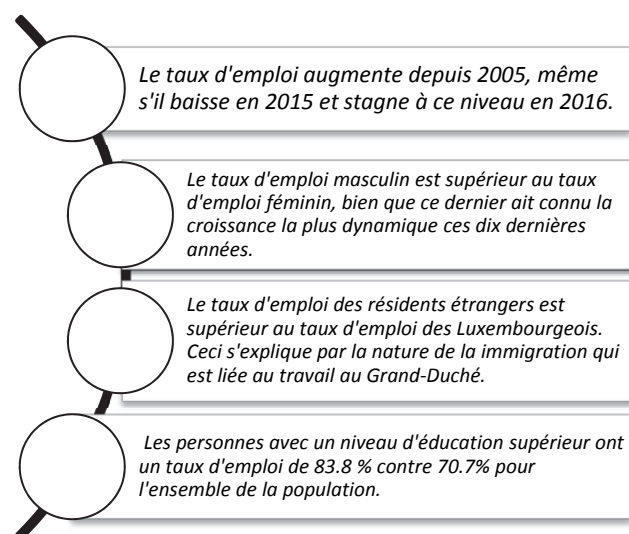 Le taux d'emploi augmente depuis 2005, même
s'il baisse en 2015 et stagne à ce niveau en 2016.
Le taux d'emploi masculin est supérieur au taux
d'emploi féminin, bien que ce dernier ait connu la
croissance la plus dynamique ces dix dernières
années.
Le taux d'emploi des résidents étrangers est
supérieur au taux d'emploi des Luxembourgeois.
Ceci s'explique par la nature de la immigration qui
est liée au travail au Grand-Duché.
Les personnes avec un niveau d'éducation supérieur ont
un taux d'emploi de 83.8 % contre 70.7% pour
l'ensemble de la population.